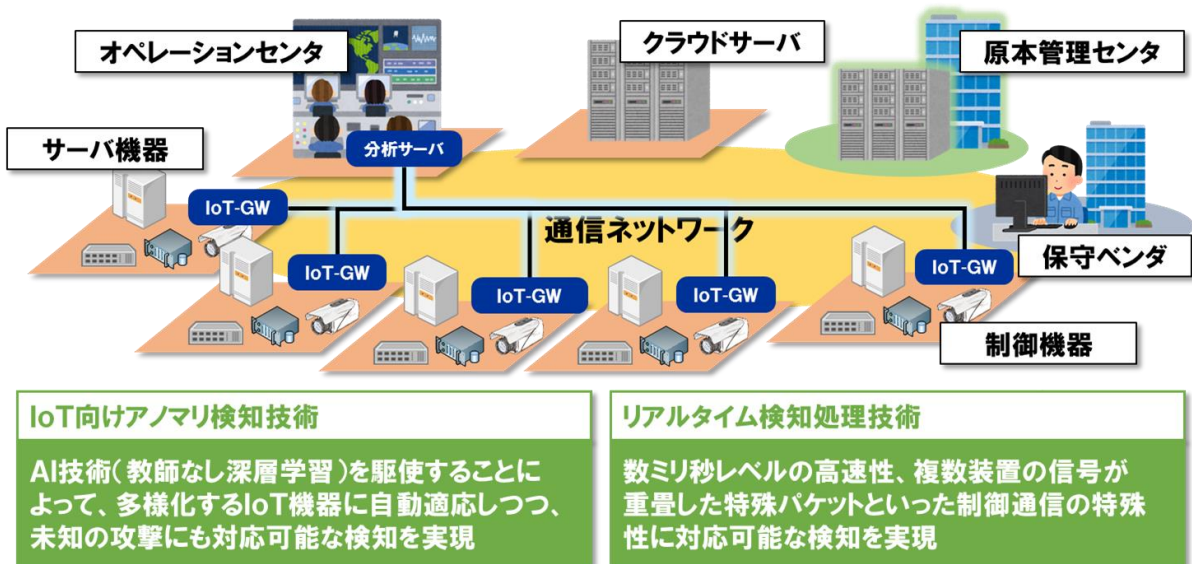 オペレーションセンタ
クラウドサーバ
原本管理センタ
サーバ機器
分析サーバ
IoT-GW
通信ネットワーク
IoT-GW
IoT-GW
IoT-GW
IoT-GW
保守ベンダ
制御機器
IoT向けアノマリ検知技術
AI技術(教師なし深層学習)を駆使することに
よって、多様化するIoT機器に自動適応しつつ、
未知の攻撃にも対応可能な検知を実現
リアルタイム検知処理技術
数ミリ秒レベルの高速性、複数装置の信号が
重畳した特殊パケットといった制御通信の特殊
性に対応可能な検知を実現